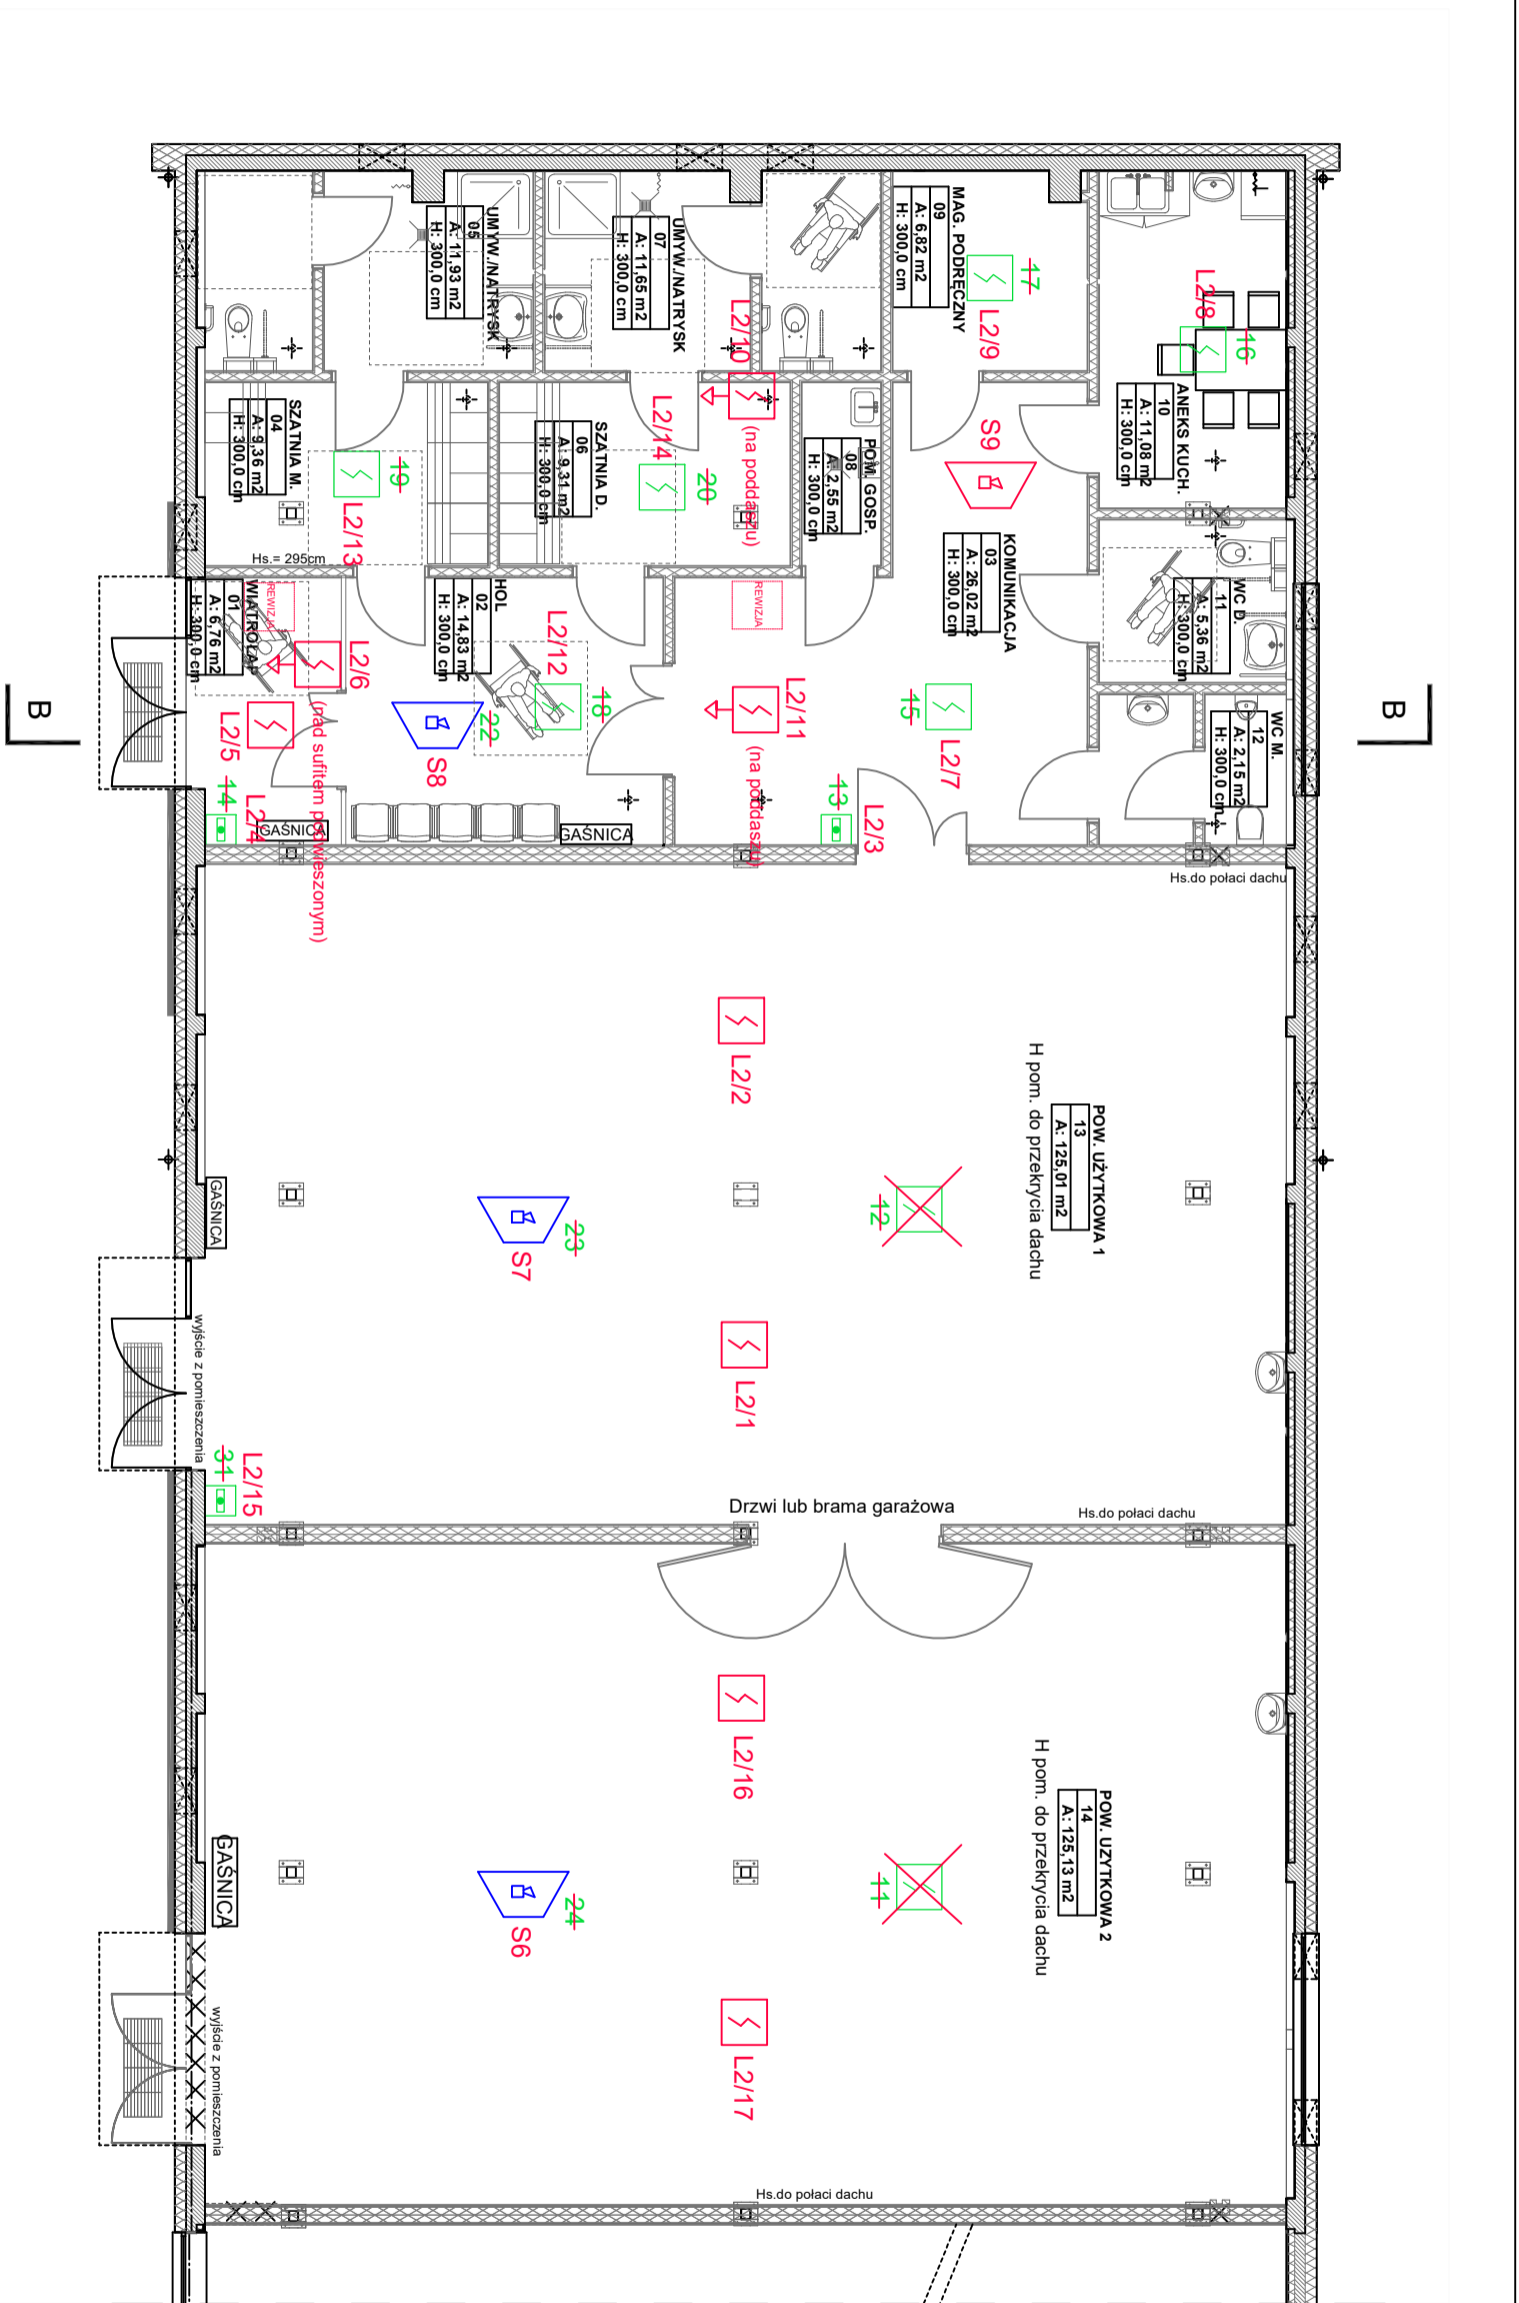 MAG. PODRĘCZNY
09
A: 6,82 m2
H: 300,0 cm
17
L2/9
L2/8
16
ANEKS KUCH.
10
A: 11,08 m2
H: 300,0 cm
UMYW./NATRYSK
05
A: 11,93 m2
H: 300,0 cm
UMYW./NATRYSK
07
A: 11,65 m2
H: 300,0 cm
L2/10
(na poddaszu)
S9
SZATNIA M.
04
A: 9,36 m2
H: 300,0 cm
19
L2/13
Hs.= 295cm
SZATNIA D.
06
A: 9,31 m2
H: 300,0 cm
L2/14
20
POM. GOSP.
08
A: 2,55 m2
H: 300,0 cm
KOMUNIKACJA
03
A: 26,02 m2
H: 300,0 cm
WC D.
11
A: 5,36 m2
H: 300,0 cm
WIATROŁAP
01
A: 6,76 m2
H: 300,0 cm
REWIZJA
L2/6
(nad sufitem podwieszonym)
L2/5
14
L2/4
GAŚNICA
HOL
02
A: 14,83 m2
H: 300,0 cm
L2/12
18
22
S8
GAŚNICA
REWIZJA
L2/11
(na poddaszu)
15
L2/7
13
L2/3
WC M.
12
A: 2,15 m2
H: 300,0 cm
B
B
Hs.do połaci dachu
L2/2
POW. UŻYTKOWA 1
13
A: 125,01 m2
H pom. do przekrycia dachu
12
23
S7
GAŚNICA
wyjście z pomieszczenia
L2/1
31
L2/15
Drzwi lub brama garażowa
Hs.do połaci dachu
L2/16
POW. UZYTKOWA 2
14
A: 125,13 m2
H pom. do przekrycia dachu
11
24
S6
GAŚNICA
wyjście z pomieszczenia
L2/17
Hs.do połaci dachu